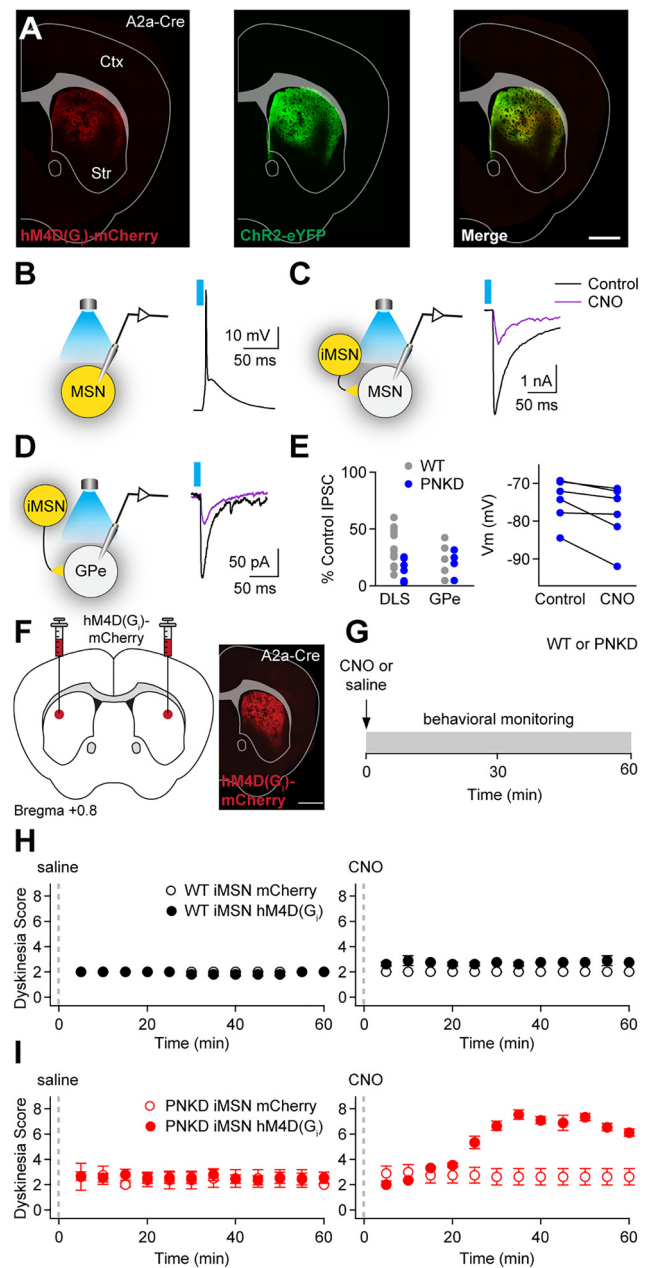 A
A2a-Cre
Ctx
Str
hM4D(Gi)-mCherry
ChR2-eYFP
Merge
B
MSN
10 mV
50 ms
C
iMSN
MSN
Control
CNO
1 nA
50 ms
D
iMSN
GPe
50 pA
50 ms
E
WT
PNKD
% Control IPSC
100
50
0
DLS
GPe
Vm (mV)
-70
-80
-90
Control
CNO
F
hM4D(Gi)-
mCherry
Bregma +0.8
A2a-Cre
hM4D(Gi)-
mCherry
G
WT or PNKD
CNO or
saline
behavioral monitoring
0
30
60
Time (min)
H
saline
WT iMSN mCherry
WT iMSN hM4D(Gi)
Dyskinesia Score
8
6
4
2
0
0
20
40
60
Time (min)
CNO
8
6
4
2
0
0
20
40
60
Time (min)
I
saline
PNKD iMSN mCherry
PNKD iMSN hM4D(Gi)
Dyskinesia Score
8
6
4
2
0
0
20
40
60
Time (min)
CNO
8
6
4
2
0
0
20
40
60
Time (min)